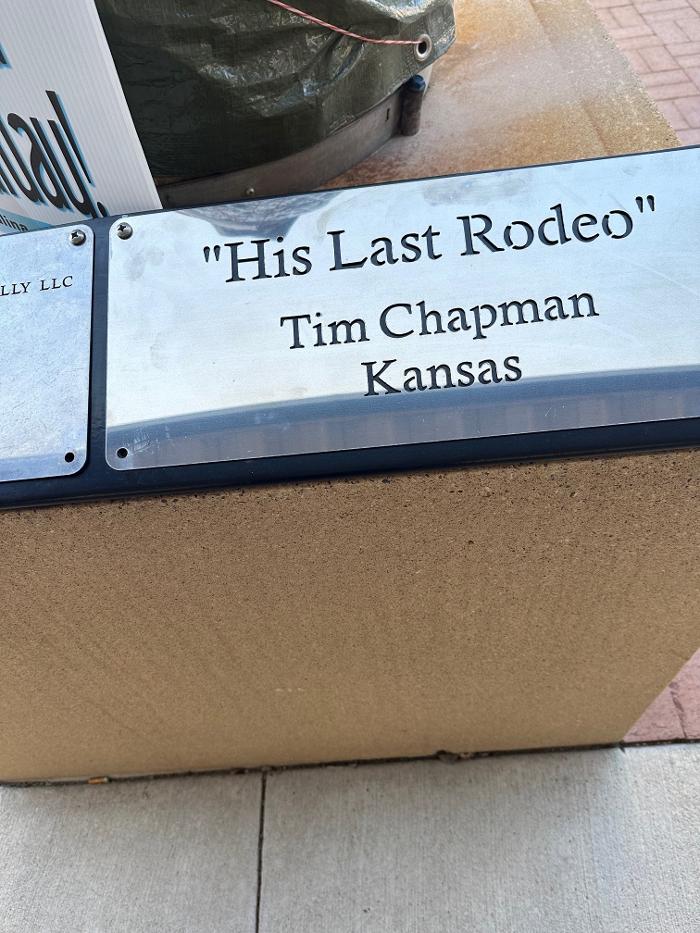 "His Last Rodeo"
Tim Chapman
Kansas
LLY LLC